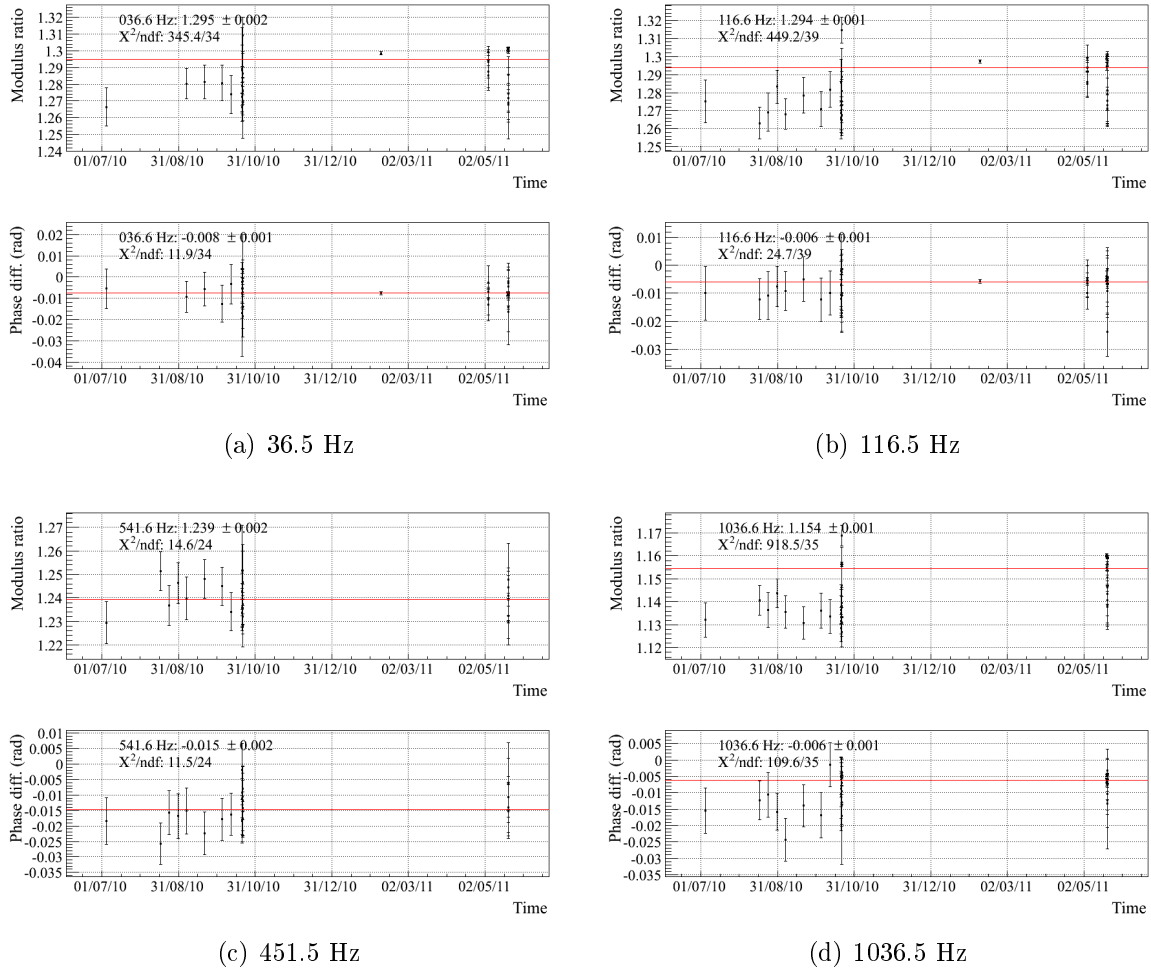 Modulus ratio
1.32
1.31
1.3
1.29
1.28
1.27
1.26
1.25
1.24
036.6 Hz: 1.295 ± 0.002
X²/ndf: 345.4/34
01/07/10 31/08/10 31/10/10 31/12/10 02/03/11 02/05/11
Time
Phase diff. (rad)
0.02
0.01
0
-0.01
-0.02
-0.03
-0.04
036.6 Hz: -0.008 ± 0.001
X²/ndf: 11.9/34
01/07/10 31/08/10 31/10/10 31/12/10 02/03/11 02/05/11
Time
(a) 36.5 Hz
Modulus ratio
1.32
1.31
1.3
1.29
1.28
1.27
1.26
1.25
116.6 Hz: 1.294 ± 0.001
X²/ndf: 449.2/39
01/07/10 31/08/10 31/10/10 31/12/10 02/03/11 02/05/11
Time
Phase diff. (rad)
0.01
0
-0.01
-0.02
-0.03
116.6 Hz: -0.006 ± 0.001
X²/ndf: 24.7/39
01/07/10 31/08/10 31/10/10 31/12/10 02/03/11 02/05/11
Time
(b) 116.5 Hz
Modulus ratio
1.27
1.26
1.25
1.24
1.23
1.22
541.6 Hz: 1.239 ± 0.002
X²/ndf: 14.6/24
01/07/10 31/08/10 31/10/10 31/12/10 02/03/11 02/05/11
Time
Phase diff. (rad)
0.01
0.005
0
-0.005
-0.01
-0.015
-0.02
-0.025
-0.03
-0.035
541.6 Hz: -0.015 ± 0.002
X²/ndf: 11.5/24
01/07/10 31/08/10 31/10/10 31/12/10 02/03/11 02/05/11
Time
(c) 451.5 Hz
Modulus ratio
1.17
1.16
1.15
1.14
1.13
1.12
1036.6 Hz: 1.154 ± 0.001
X²/ndf: 918.5/35
01/07/10 31/08/10 31/10/10 31/12/10 02/03/11 02/05/11
Time
Phase diff. (rad)
0.005
0
-0.005
-0.01
-0.015
-0.02
-0.025
-0.03
-0.035
1036.6 Hz: -0.006 ± 0.001
X²/ndf: 109.6/35
01/07/10 31/08/10 31/10/10 31/12/10 02/03/11 02/05/11
Time
(d) 1036.5 Hz